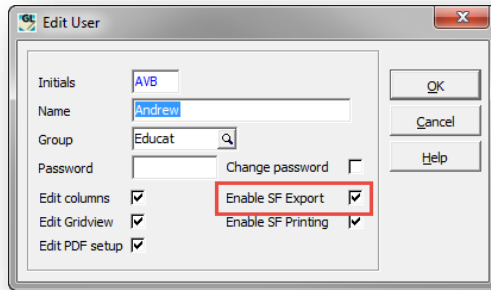 GL Edit User
Initials AVB
OK
Name Andrew
Cancel
Group Educat
Help
Password Change password
Edit columns Enable SF Export
Edit Gridview Enable SF Printing
Edit PDF setup